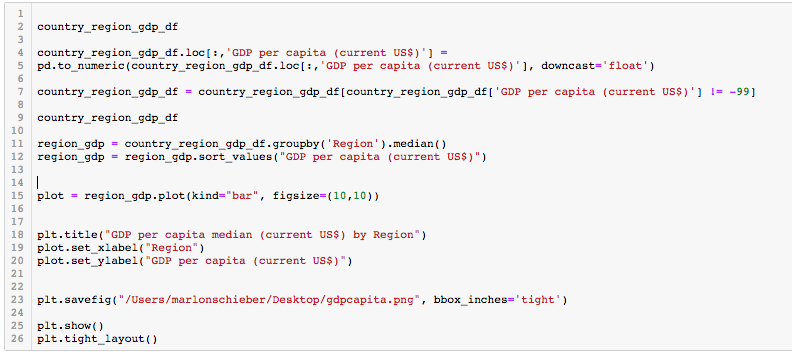 1
2 country_region_gdp_df
3
4 country_region_gdp_df.loc[:,'GDP per capita (current US$)'] =
5 pd.to_numeric(country_region_gdp_df.loc[:,'GDP per capita (current US$)'], downcast='float')
6
7 country_region_gdp_df = country_region_gdp_df[country_region_gdp_df['GDP per capita (current US$)'] != -99]
8
9 country_region_gdp_df
10
11 region_gdp = country_region_gdp_df.groupby('Region').median()
12 region_gdp = region_gdp.sort_values("GDP per capita (current US$)")
13
14
15 plot = region_gdp.plot(kind="bar", figsize=(10,10))
16
17
18 plt.title("GDP per capita median (current US$) by Region")
19 plot.set_xlabel("Region")
20 plot.set_ylabel("GDP per capita (current US$)")
21
22
23 plt.savefig("/Users/marlonschieber/Desktop/gdpcapita.png", bbox_inches='tight')
24
25 plt.show()
26 plt.tight_layout()